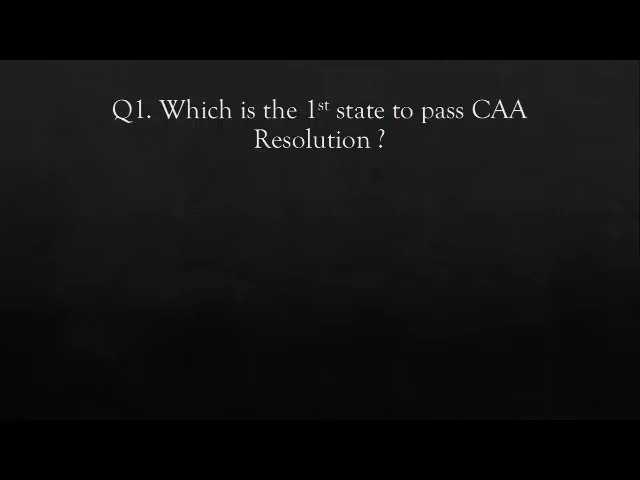 Q1. Which is the 1st state to pass CAA
Resolution ?